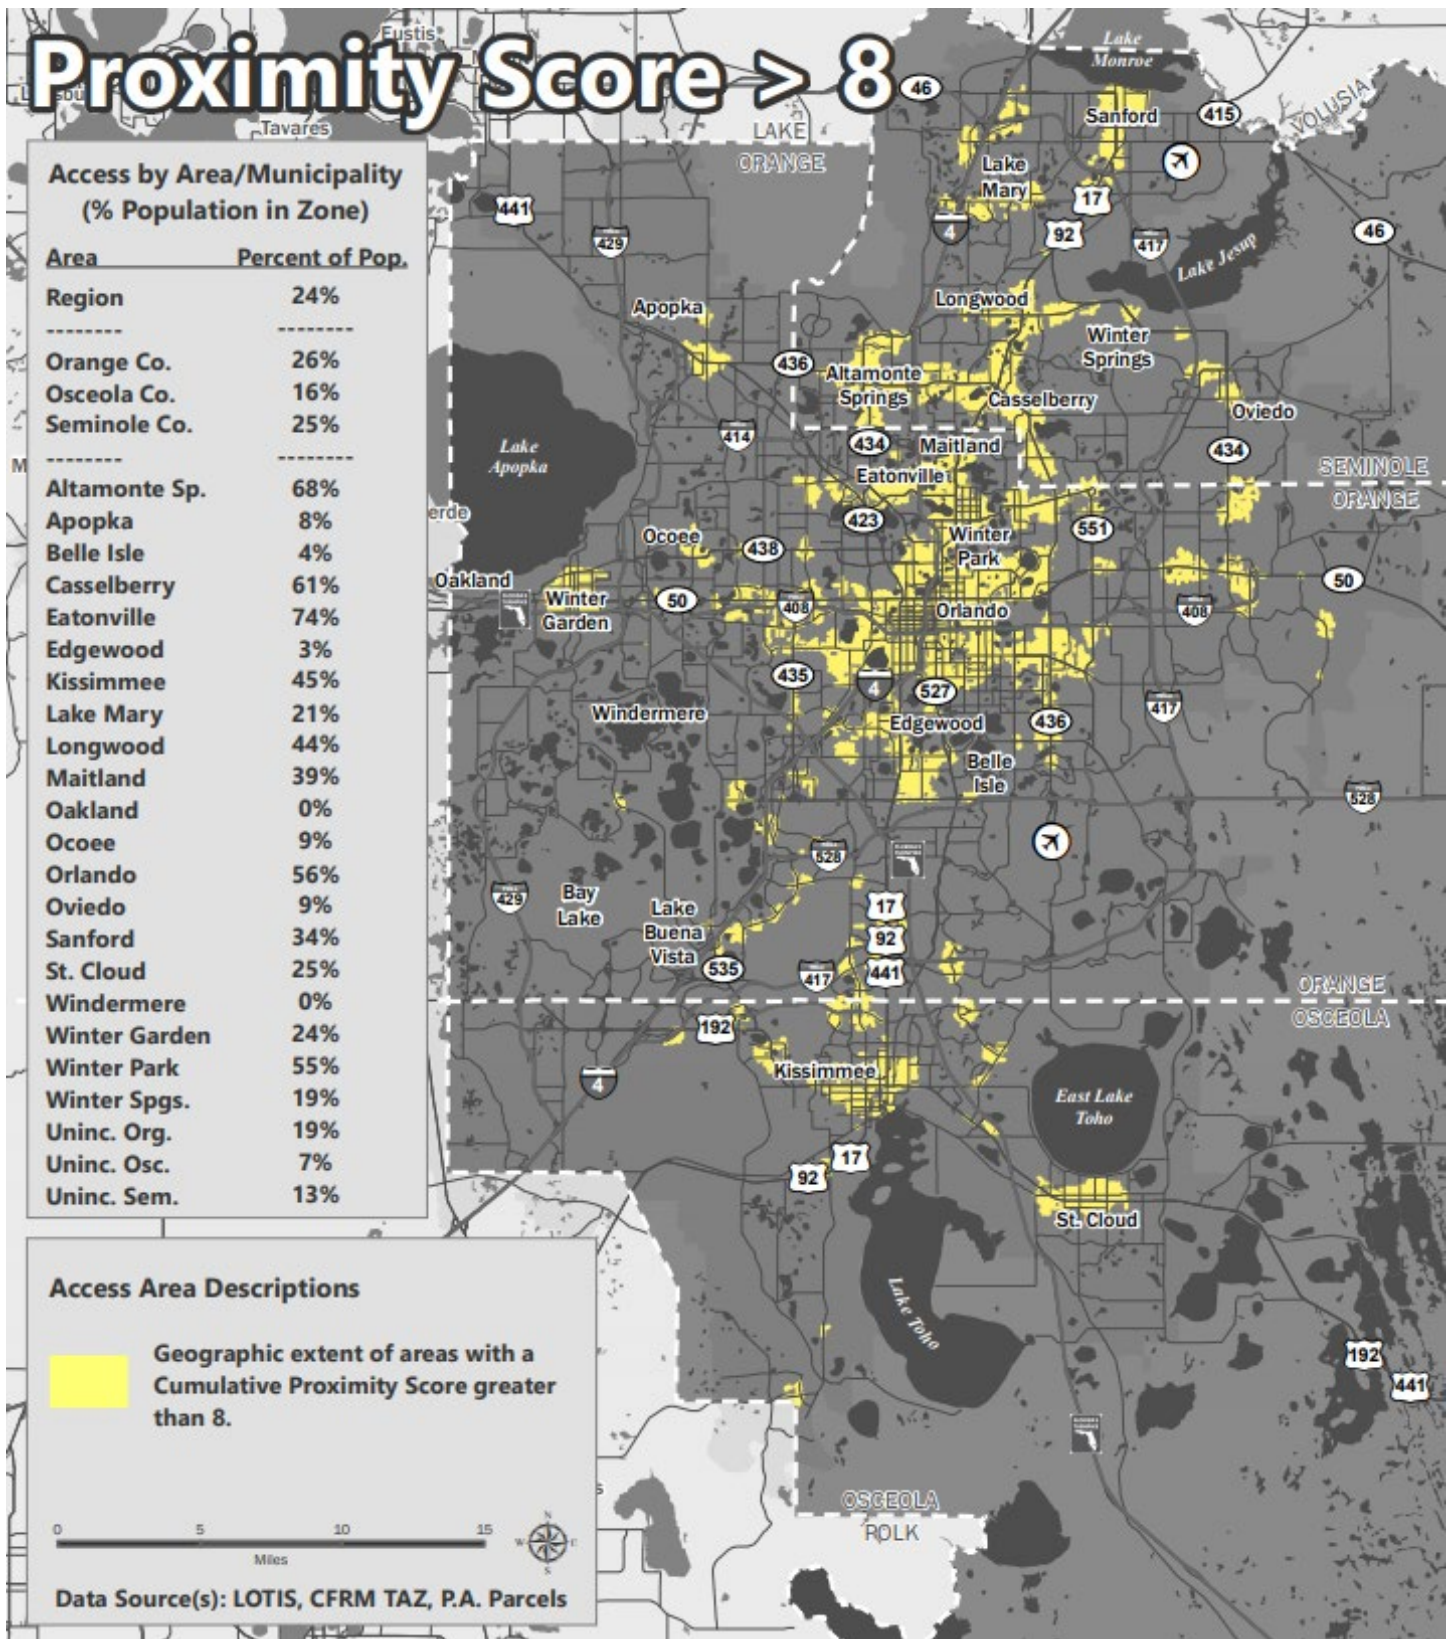 Eustis
Proximity Score > 8
Tavares
Lake
Monroe
46
Sanford
415
VOLUSIA
LAKE
ORANGE
Access by Area/Municipality
(% Population in Zone)
Area Percent of Pop.
Region 24%
-------- --------
Orange Co. 26%
Osceola Co. 16%
Seminole Co. 25%
-------- --------
Altamonte Sp. 68%
Apopka 8%
Belle Isle 4%
Casselberry 61%
Eatonville 74%
Edgewood 3%
Kissimmee 45%
Lake Mary 21%
Longwood 44%
Maitland 39%
Oakland 0%
Ocoee 9%
Orlando 56%
Oviedo 9%
Sanford 34%
St. Cloud 25%
Windermere 0%
Winter Garden 24%
Winter Park 55%
Winter Spgs. 19%
Uninc. Org. 19%
Uninc. Osc. 7%
Uninc. Sem. 13%
Lake
Mary
441
17
429
4
92
417
46
Lake Jesup
Apopka
Longwood
Winter
Springs
436
Altamonte
Springs
Casselberry
Oviedo
414
434
Maitland
434
Lake
Apopka
M
Eatonville
SEMINOLE
ORANGE
erde
423
551
Ocoee
438
Winter
Park
Oakland
50
Winter
Garden
50
408
Orlando
408
435
4
527
Windermere
Edgewood
436
417
Belle
Isle
528
528
429
Bay
Lake
Lake
Buena
Vista
17
92
535
417
441
ORANGE
OSCEOLA
192
4
Kissimmee
East Lake
Toho
17
92
St. Cloud
Lake Toho
192
441
OSCEOLA
POLK
s
Access Area Descriptions
Geographic extent of areas with a
Cumulative Proximity Score greater
than 8.
0 5 10 15
Miles
N
W E
S
Data Source(s): LOTIS, CFRM TAZ, P.A. Parcels